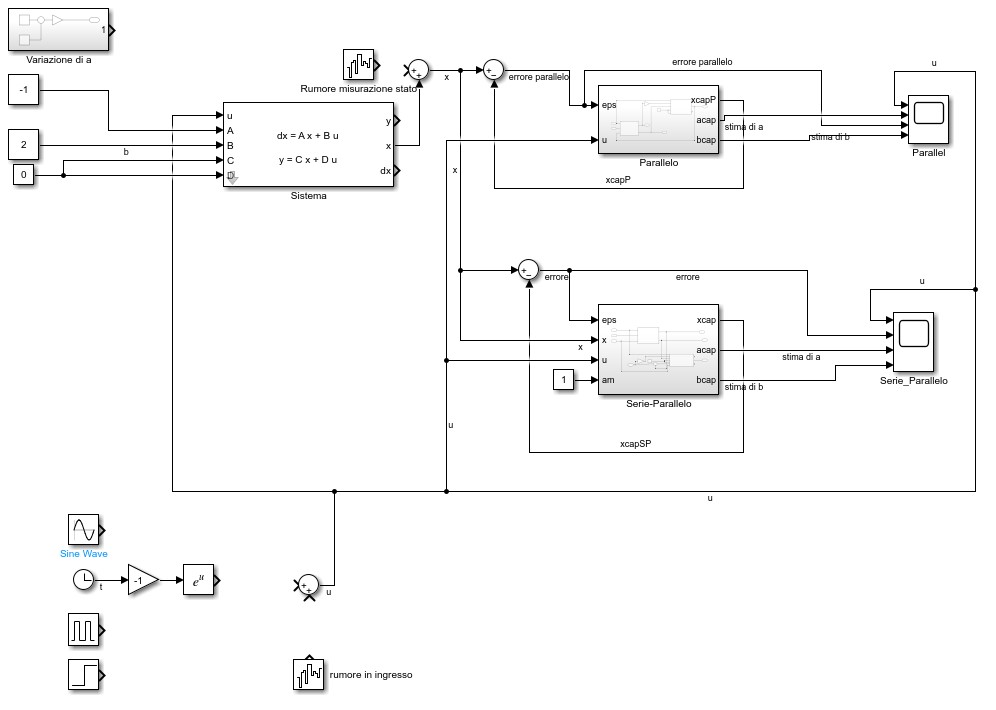 1
Variazione di a
-1
2
b
0
u
A
B
C
D
dx = A x + B u
y = C x + D u
y
x
dx
Sistema
Rumore misurazione stato
+
+
x
+
−
errore parallelo
errore parallelo
eps
u
xcapP
acap
bcap
Parallelo
stima di a
stima di b
xcapP
u
Parallel
x
+
−
errore
errore
eps
x
u
am
xcap
acap
bcap
Serie-Parallelo
x
1
stima di a
stima di b
xcapSP
u
Serie_Parallelo
u
u
Sine Wave
t
-1
e^u
+
+
u
rumore in ingresso